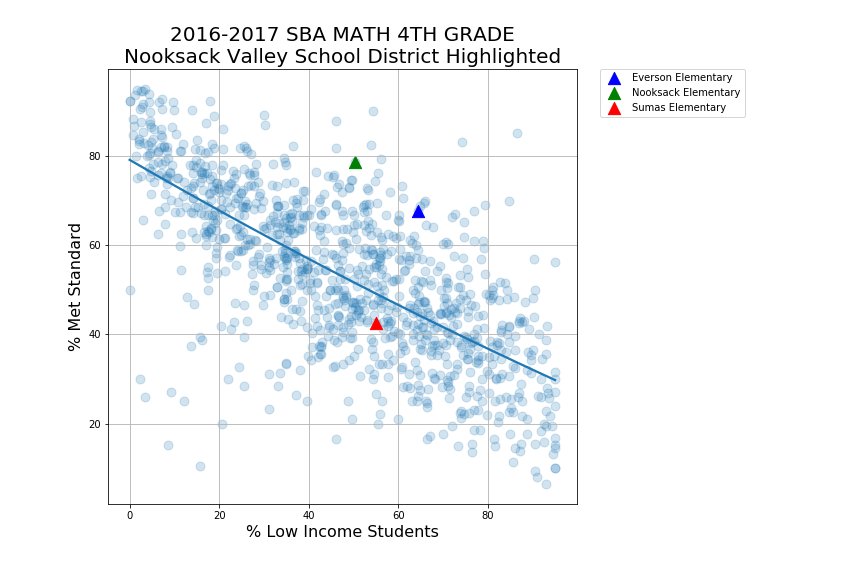 2016-2017 SBA MATH 4TH GRADE
Nooksack Valley School District Highlighted
Everson Elementary
Nooksack Elementary
Sumas Elementary
% Met Standard
80
60
40
20
0 20 40 60 80
% Low Income Students